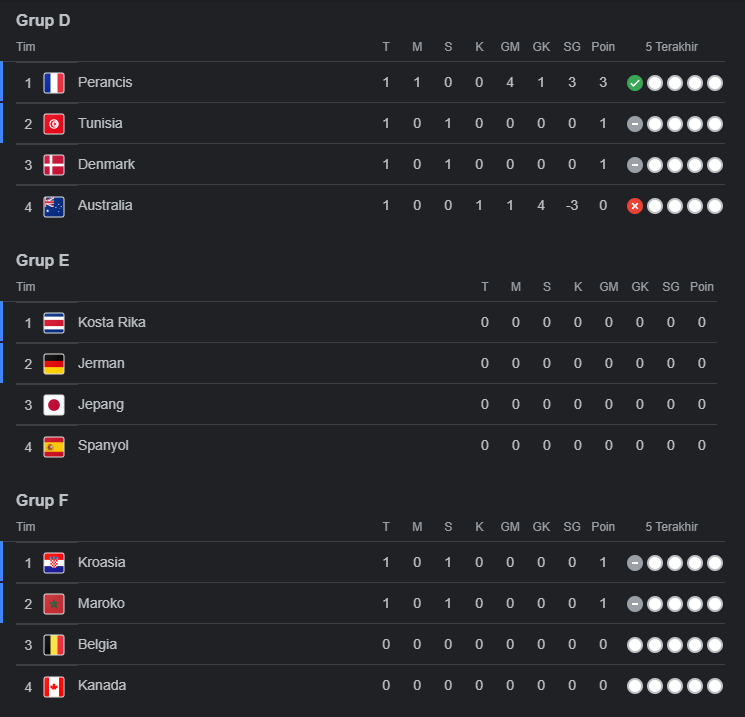 Grup D
Tim T M S K GM GK SG Poin 5 Terakhir
1 Perancis 1 1 0 0 4 1 3 3
2 Tunisia 1 0 1 0 0 0 0 1
3 Denmark 1 0 1 0 0 0 0 1
4 Australia 1 0 0 1 1 4 -3 0
Grup E
Tim T M S K GM GK SG Poin
1 Kosta Rika 0 0 0 0 0 0 0 0
2 Jerman 0 0 0 0 0 0 0 0
3 Jepang 0 0 0 0 0 0 0 0
4 Spanyol 0 0 0 0 0 0 0 0
Grup F
Tim T M S K GM GK SG Poin 5 Terakhir
1 Kroasia 1 0 1 0 0 0 0 1
2 Maroko 1 0 1 0 0 0 0 1
3 Belgia 0 0 0 0 0 0 0 0
4 Kanada 0 0 0 0 0 0 0 0